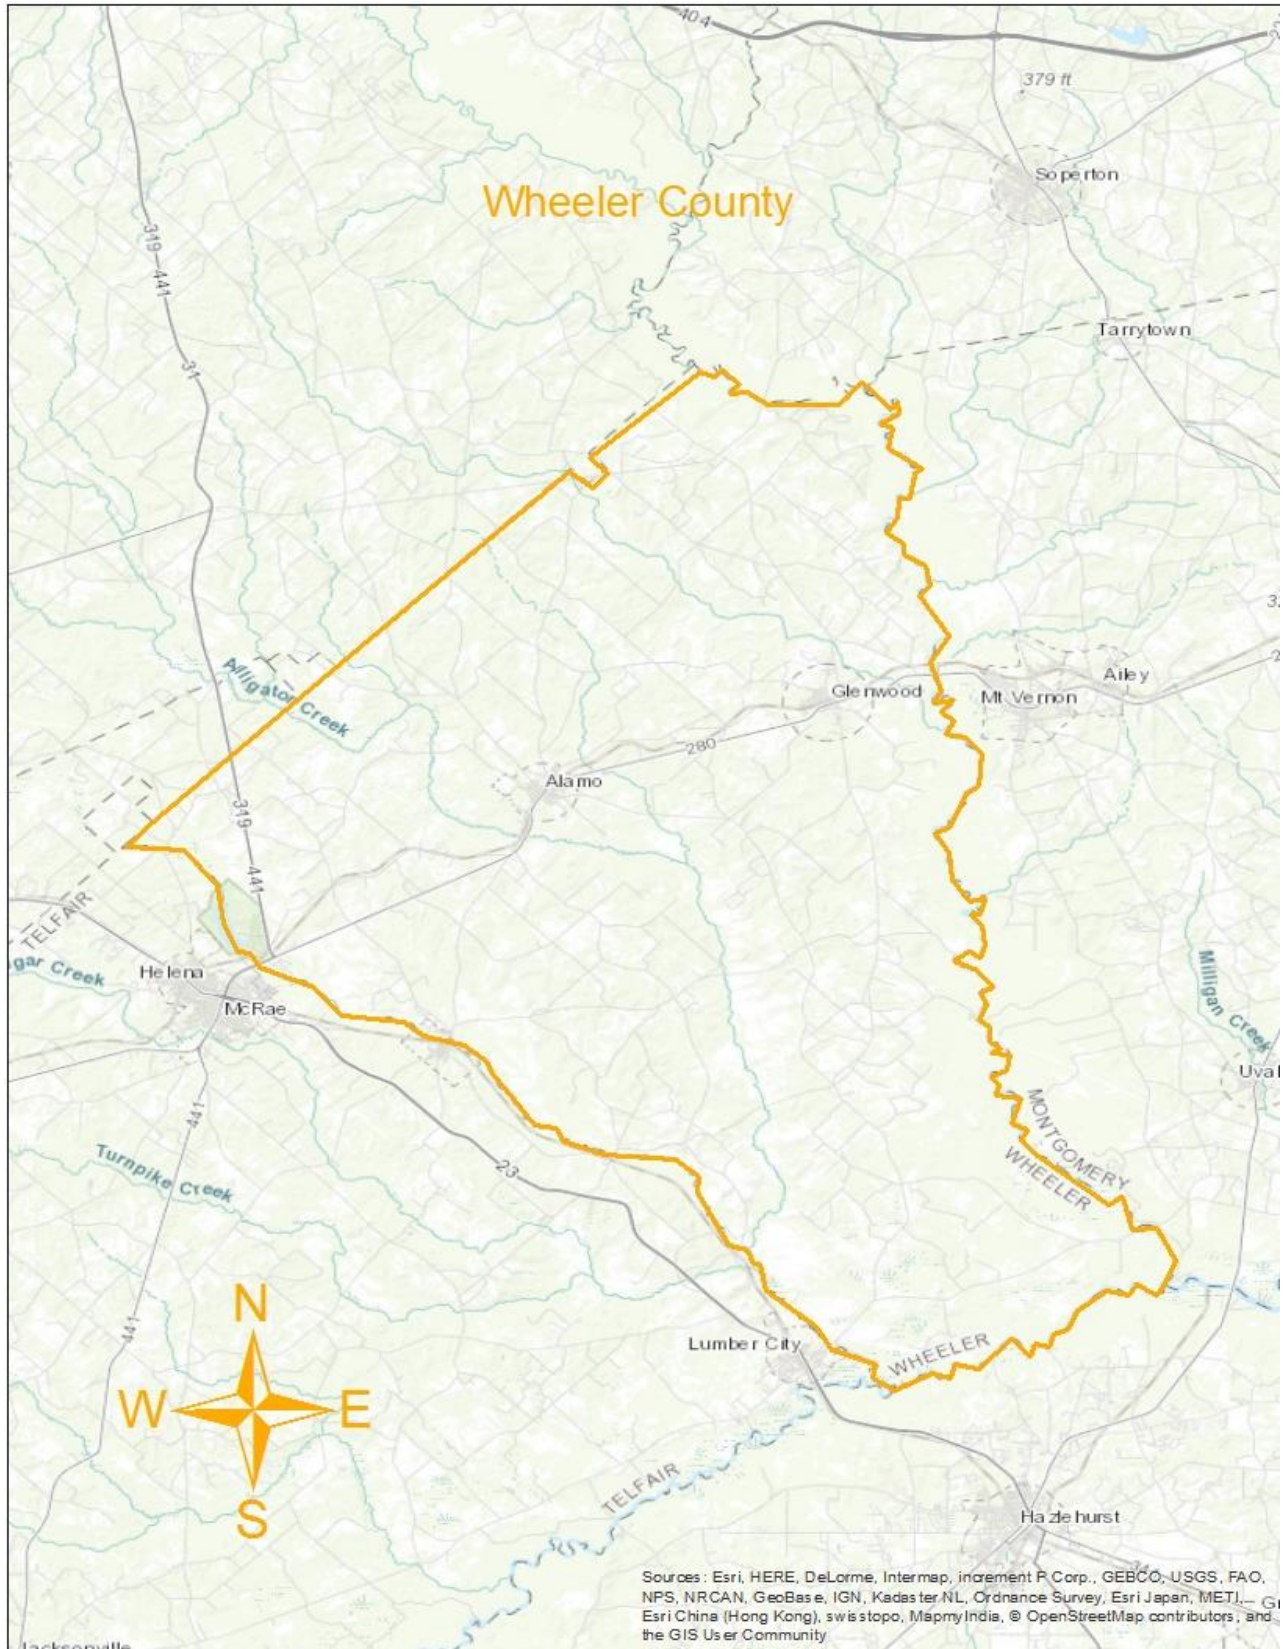 404
379 ft
Soperton
Wheeler County
319
441
Tarrytown
31
Glenwood
Ailey
Mt Vernon
Alligator Creek
280
Alamo
319
441
TELFAIR
gar Creek
Helena
McRae
Milligan Creek
Uval
441
MONTGOMERY
WHEELER
Turnpike Creek
23
N
W
E
S
441
Lumber City
WHEELER
TELFAIR
Hazlehurst
Sources: Esri, HERE, DeLorme, Intermap, increment P Corp., GEBCO, USGS, FAO,
NPS, NRCAN, GeoBase, IGN, Kadaster NL, Ordnance Survey, Esri Japan, METI,
Esri China (Hong Kong), swisstopo, MapmyIndia, © OpenStreetMap contributors, and
the GIS User Community
Jacksonville